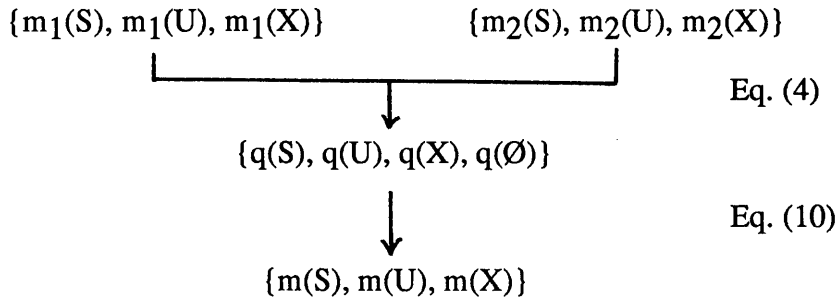 {m1(S), m1(U), m1(X)} {m2(S), m2(U), m2(X)}
Eq. (4)
{q(S), q(U), q(X), q(Ø)}
Eq. (10)
{m(S), m(U), m(X)}